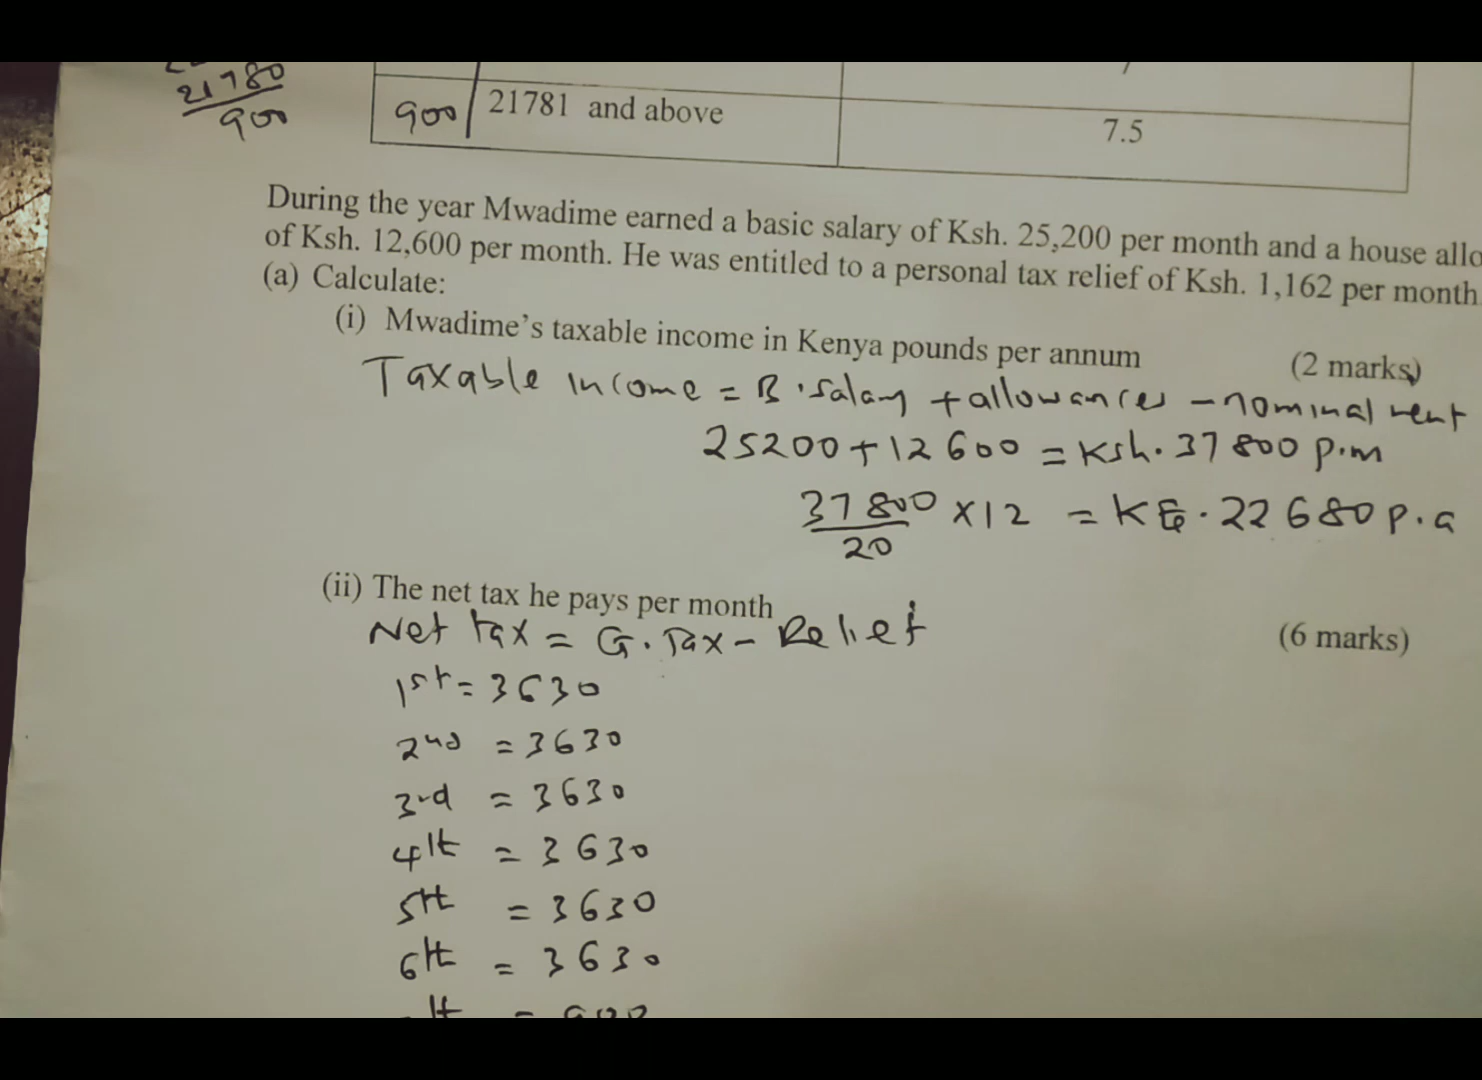 21780
900
900 21781 and above 7.5
During the year Mwadime earned a basic salary of Ksh. 25,200 per month and a house allo
of Ksh. 12,600 per month. He was entitled to a personal tax relief of Ksh. 1,162 per month
(a) Calculate:
(i) Mwadime's taxable income in Kenya pounds per annum (2 marks)
Taxable income = B.salary + allowances - nominal rent
25200 + 12600 = Ksh. 37800 p.m
37800
20
× 12 = K£. 22680 p.a
(ii) The net tax he pays per month
Net tax = G. Tax - Relief (6 marks)
1st = 3630
2nd = 3630
3rd = 3630
4th = 3630
5th = 3630
6th = 3630
= 900